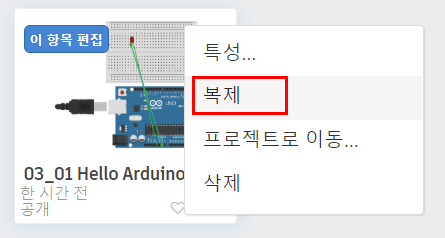 이 항목 편집
특성...
복제
프로젝트로 이동...
삭제
03_01 Hello Arduino
한 시간 전
공개